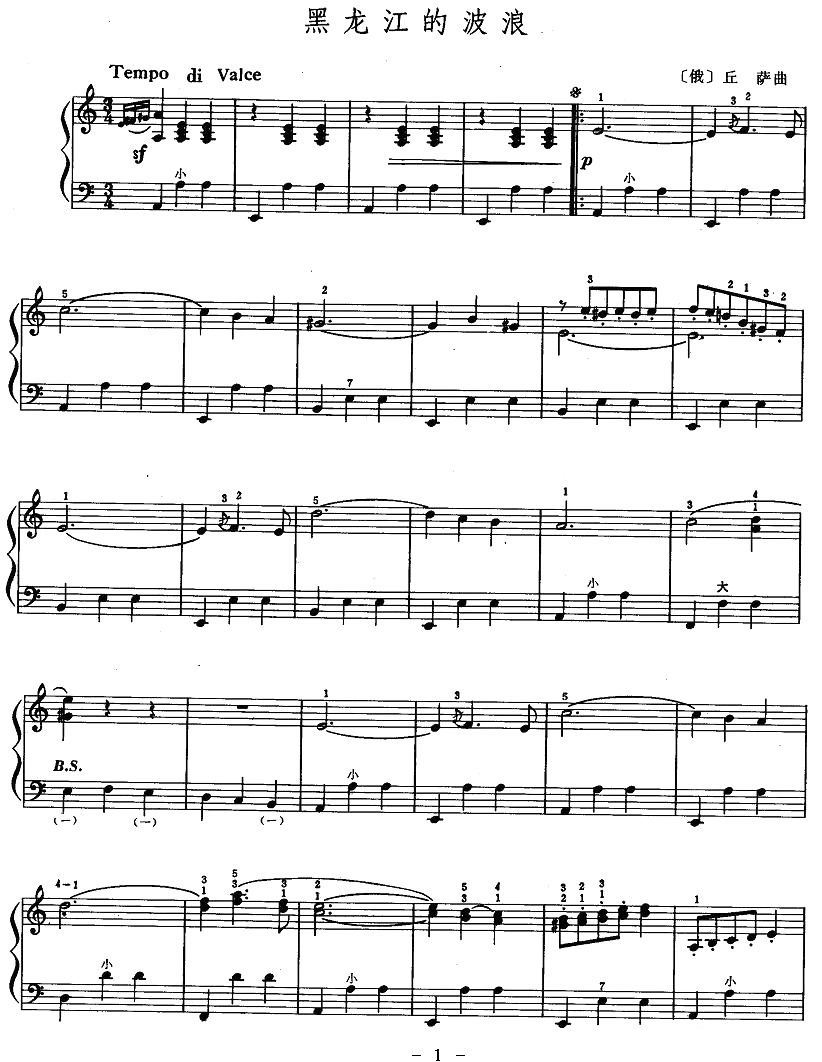 黑龙江的波浪
Tempo di Valce
〔俄〕丘 萨曲
3 4
1 3 2
sf
小
p
小
3 4
5 2 3 2 1 3 2
7
1 3 2 5 1 3 4 1
小 大
1 3 5
B.S.
小
(一) (一) (一)
4-1 3 1 5 3 3 1 2 1 5 3 4 1 3 2 2 1 3 1 1
小 小 7 小
- 1 -